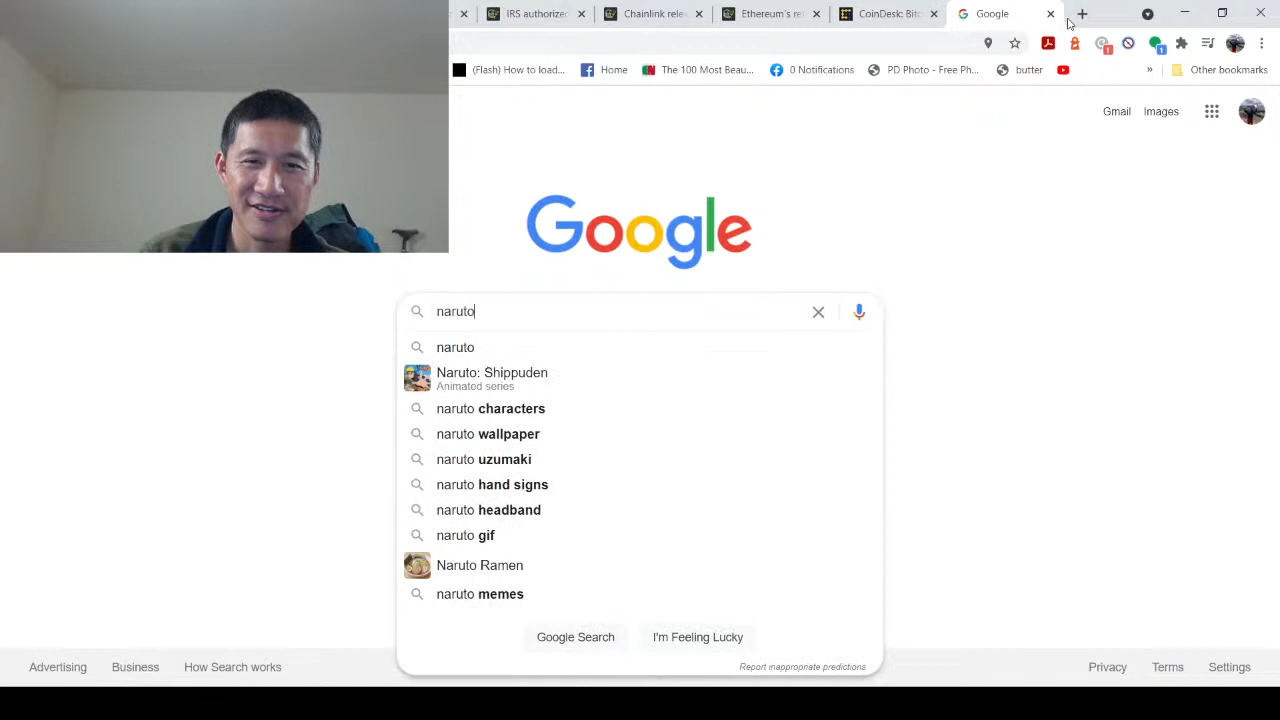 IRS authorized
Chainlink rele
Ethereum's re
CoinDesk: Bitc
Google
(Flash) How to load...
Home
The 100 Most Beau...
0 Notifications
PD Photo - Free Ph...
butter
»
Other bookmarks
Gmail
Images
Google
naruto
naruto
Naruto: Shippuden
Animated series
naruto characters
naruto wallpaper
naruto uzumaki
naruto hand signs
naruto headband
naruto gif
Naruto Ramen
naruto memes
Google Search
I'm Feeling Lucky
Report inappropriate predictions
Advertising
Business
How Search works
Privacy
Terms
Settings